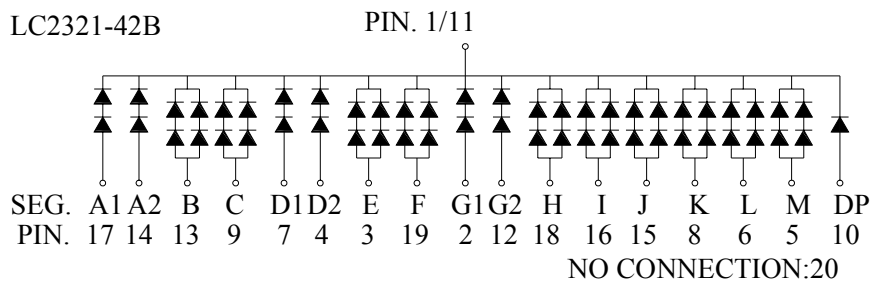 LC2321-42B PIN. 1/11
SEG. A1 A2 B C D1 D2 E F G1 G2 H I J K L M DP
PIN. 17 14 13 9 7 4 3 19 2 12 18 16 15 8 6 5 10
NO CONNECTION:20